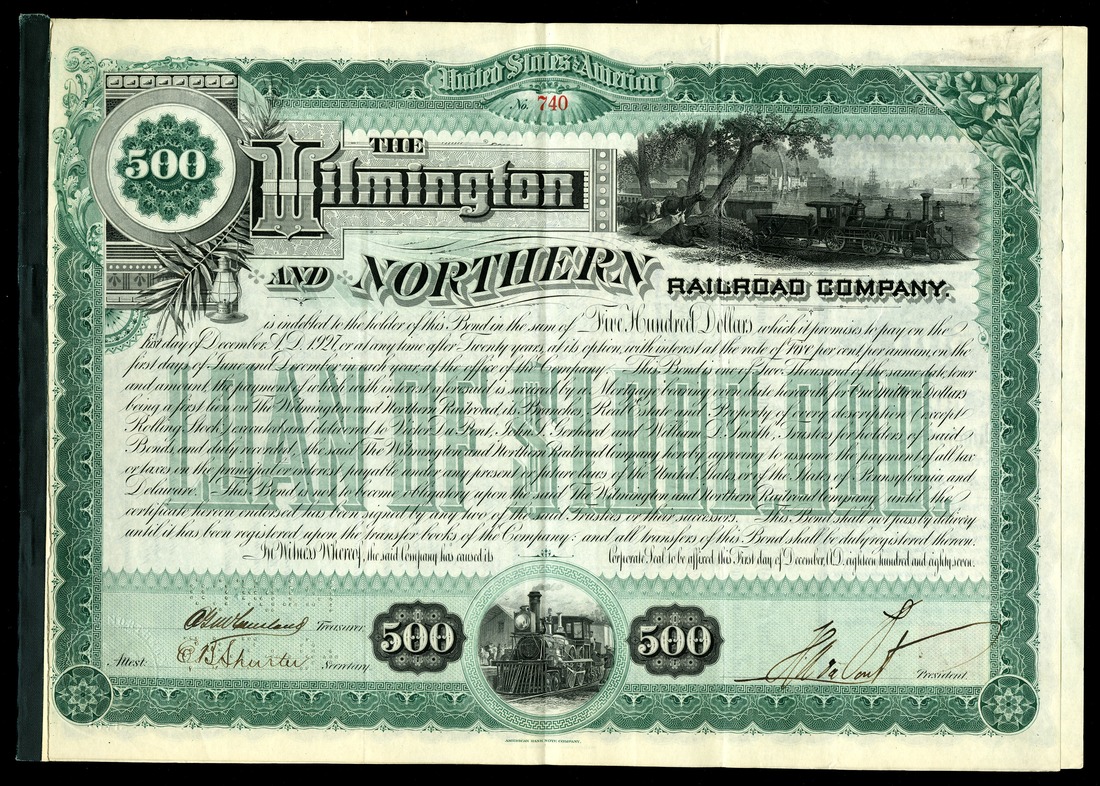 United States of America
No. 740
500
THE
Wilmington
AND NORTHERN
RAILROAD COMPANY.
is indebted to the holder of this Bond in the sum of Five Hundred Dollars which it promises to pay on the
first day of December A.D. 1927, or at any time after Twenty years, at its option, with interest at the rate of Five per cent, per annum, on the
first days of June and December in each year, at the office of the Company. This Bond is one of Two Thousand of the same date, tenor
and amount, the payment of which with interest aforesaid is secured by a Mortgage of even date herewith of One million dollars
being a first lien on The Wilmington and Northern Railroad, its Branches, Real Estate and Property of every description (except
Rolling Stock) executed and delivered to Victor du Pont, John Gerhard and William Smith, Trustees for holders of said
Bonds and duly recorded. The said The Wilmington and Northern Railroad Company hereby agreeing to assume the payment of all tax
or taxes on the principal or interest payable under any present or future laws of the United States or of the States of Pennsylvania and
Delaware. This Bond is not to become obligatory upon the said The Wilmington and Northern Railroad Company until the
certificate hereon endorsed has been signed by any two of the said Trustees or their successors. This Bond shall not pass by delivery
until it has been registered upon the transfer books of the Company; and all transfers of this Bond shall be duly registered hereon.
LOAN OF $1,000,000.
In Witness Whereof, the said Company has caused its Corporate Seal to be affixed this First day of December, A.D. eighteen hundred and eighty seven.
Treasurer.
500 500
Attest. Secretary.
H A du Pont
President.
AMERICAN BANK NOTE COMPANY.